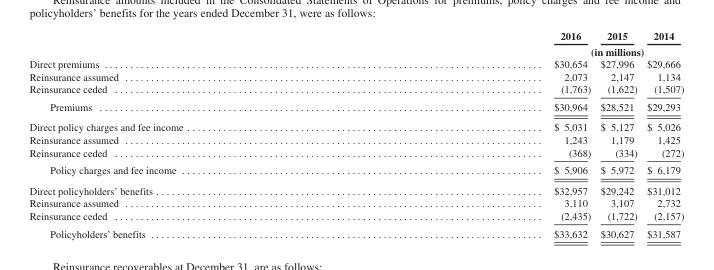 Reinsurance amounts included in the Consolidated Statements of Operations for premiums, policy charges and fee income and
policyholders' benefits for the years ended December 31, were as follows:
2016 2015 2014
(in millions)
Direct premiums $30,654 $27,996 $29,666
Reinsurance assumed 2,073 2,147 1,134
Reinsurance ceded (1,763) (1,622) (1,507)
Premiums $30,964 $28,521 $29,293
Direct policy charges and fee income $ 5,031 $ 5,127 $ 5,026
Reinsurance assumed 1,243 1,179 1,425
Reinsurance ceded (368) (334) (272)
Policy charges and fee income $ 5,906 $ 5,972 $ 6,179
Direct policyholders' benefits $32,957 $29,242 $31,012
Reinsurance assumed 3,110 3,107 2,732
Reinsurance ceded (2,435) (1,722) (2,157)
Policyholders' benefits $33,632 $30,627 $31,587
Reinsurance recoverables at December 31, are as follows: